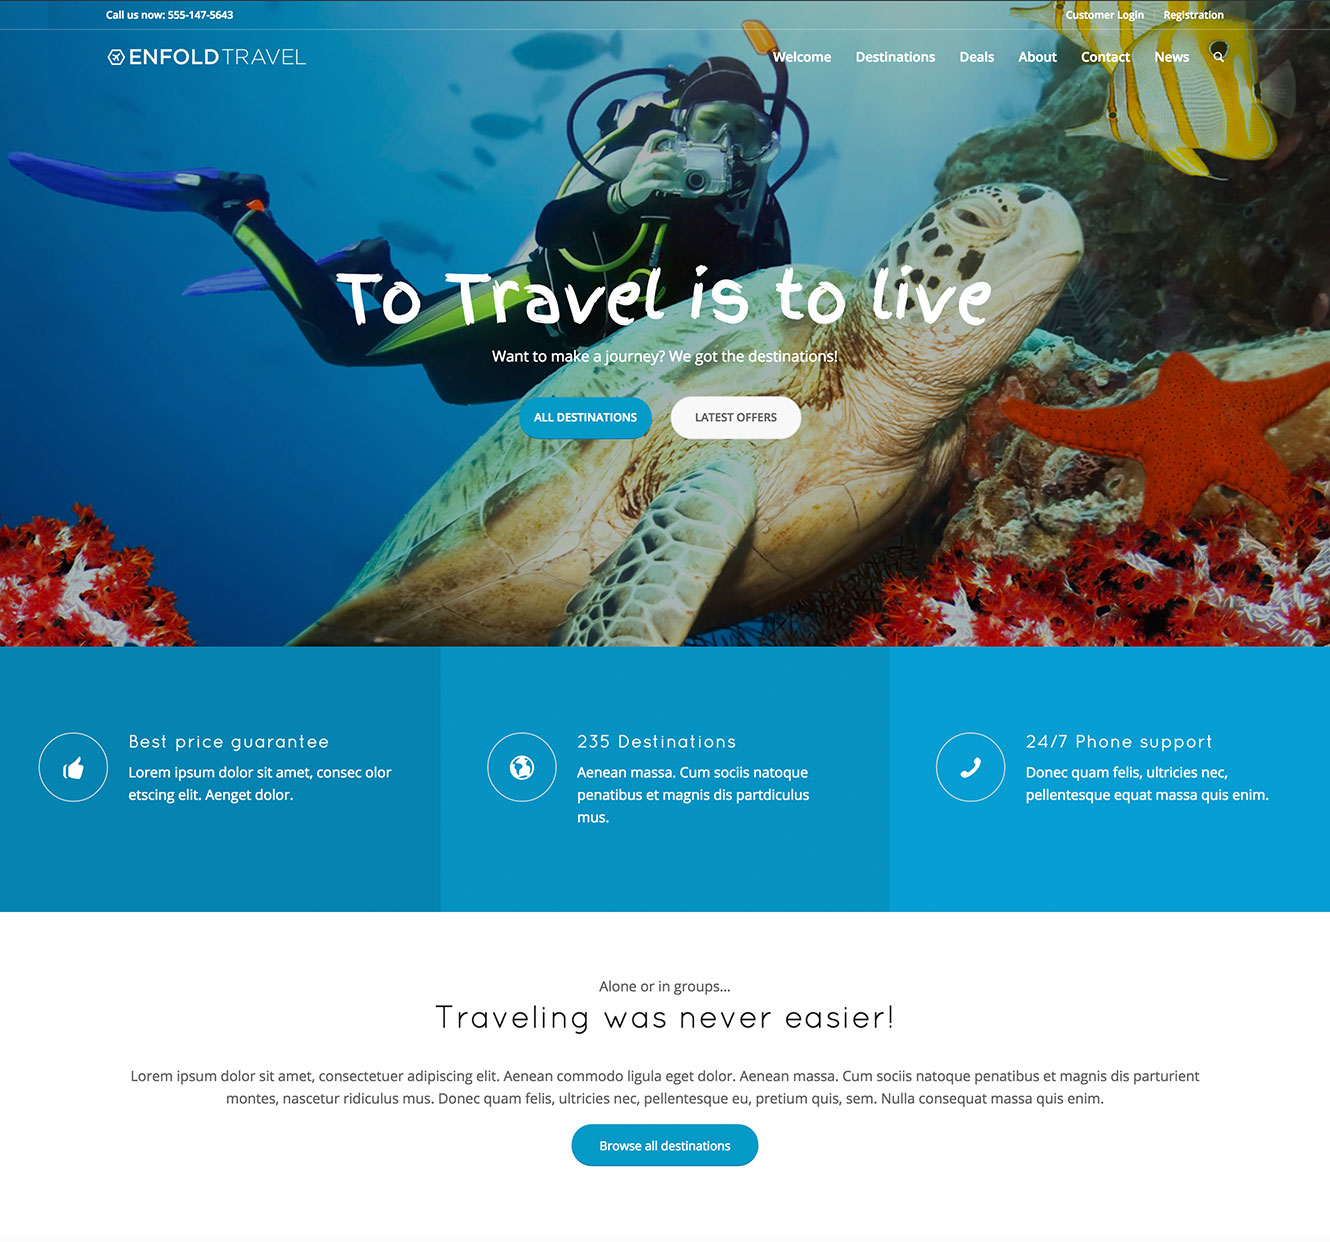 Call us now: 555-147-5643
Customer Login
Registration
ENFOLD TRAVEL
Welcome Destinations Deals About Contact News
To Travel is to live
Want to make a journey? We got the destinations!
ALL DESTINATIONS
LATEST OFFERS
Best price guarantee
Lorem ipsum dolor sit amet, consec olor
etscing elit. Aenget dolor.
235 Destinations
Aenean massa. Cum sociis natoque
penatibus et magnis dis partdiculus
mus.
24/7 Phone support
Donec quam felis, ultricies nec,
pellentesque equat massa quis enim.
Alone or in groups...
Traveling was never easier!
Lorem ipsum dolor sit amet, consectetuer adipiscing elit. Aenean commodo ligula eget dolor. Aenean massa. Cum sociis natoque penatibus et magnis dis parturient
montes, nascetur ridiculus mus. Donec quam felis, ultricies nec, pellentesque eu, pretium quis, sem. Nulla consequat massa quis enim.
Browse all destinations